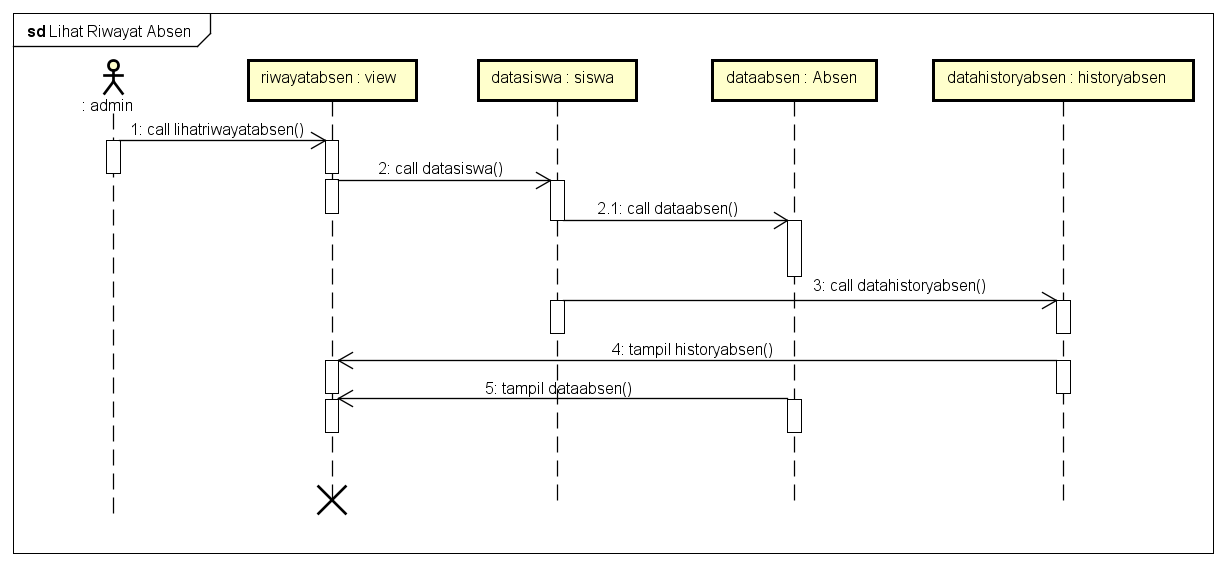 sd Lihat Riwayat Absen
: admin
riwayatabsen : view
datasiswa : siswa
dataabsen : Absen
datahistoryabsen : historyabsen
1: call lihatriwayatabsen()
2: call datasiswa()
2.1: call dataabsen()
3: call datahistoryabsen()
4: tampil historyabsen()
5: tampil dataabsen()